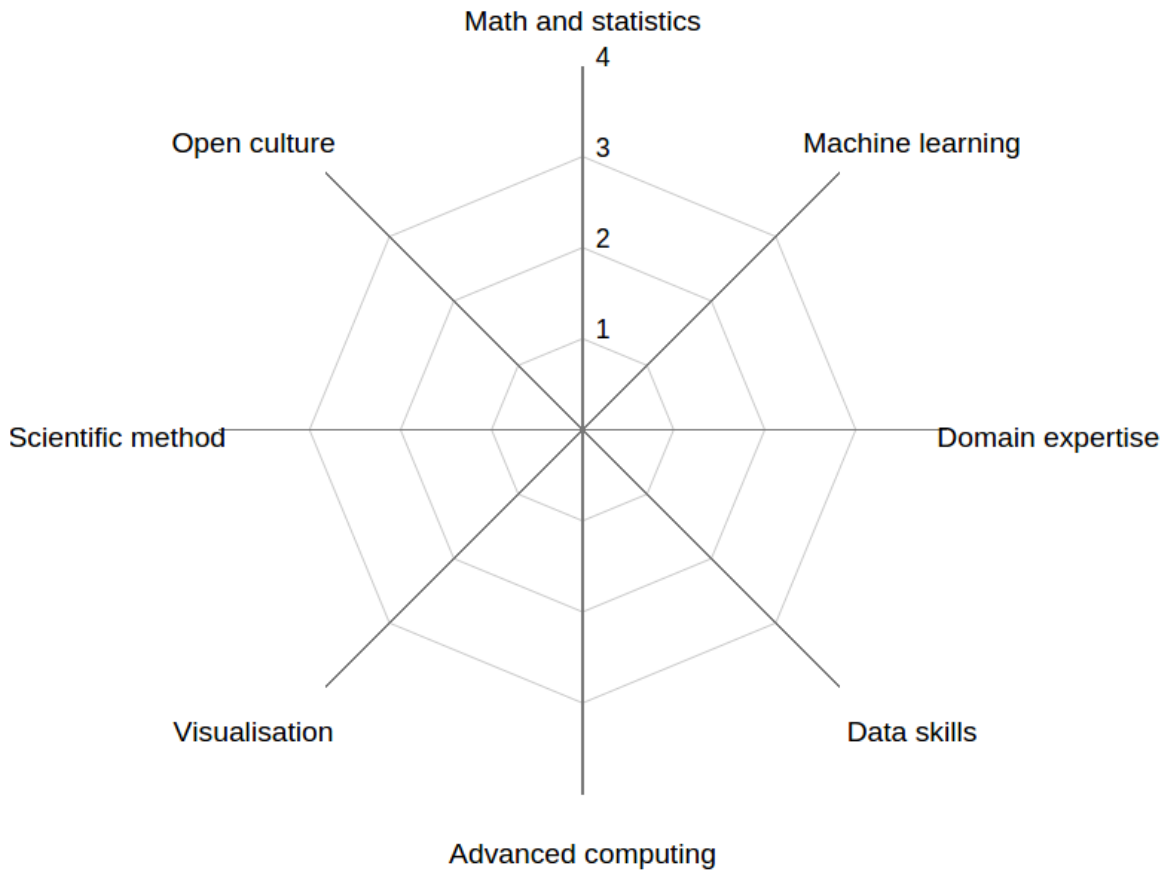 Math and statistics
4
Open culture
Machine learning
3
2
1
Scientific method
Domain expertise
Visualisation
Data skills
Advanced computing